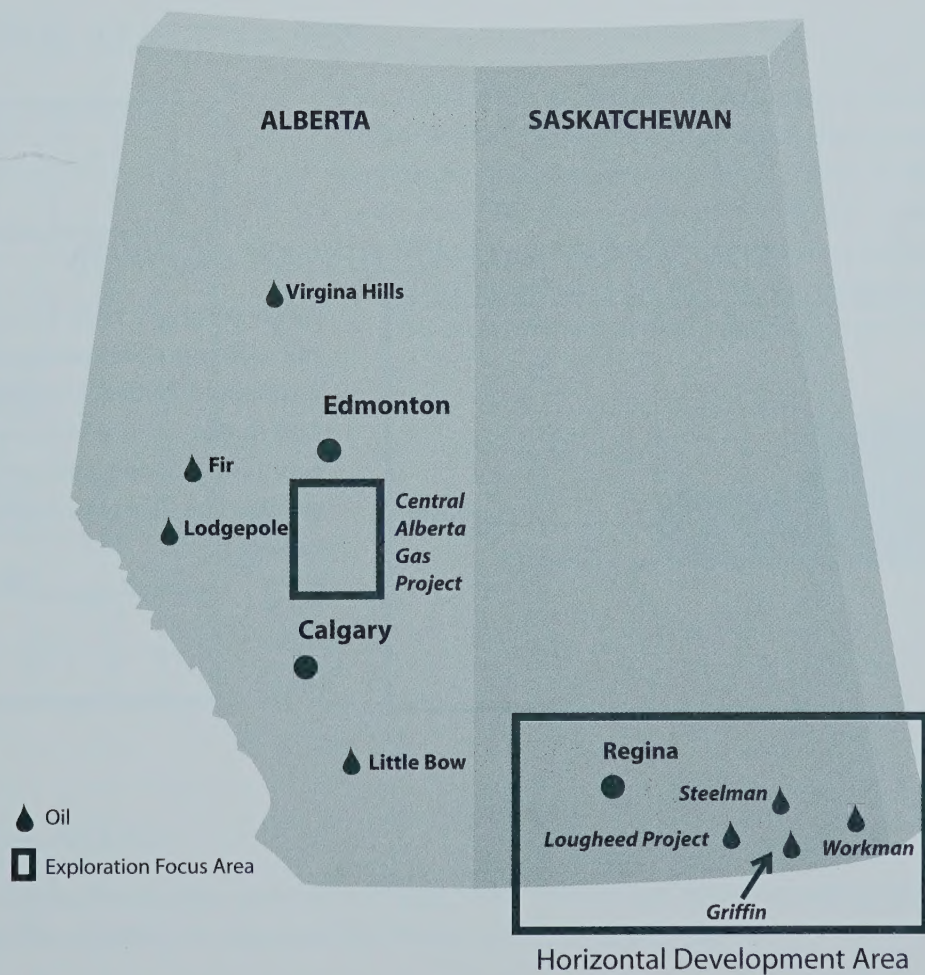 ALBERTA
SASKATCHEWAN
Virgina Hills
Edmonton
Fir
Lodgepole
Central
Alberta
Gas
Project
Calgary
Little Bow
Regina
Steelman
Lougheed Project
Workman
Griffin
Oil
Exploration Focus Area
Horizontal Development Area